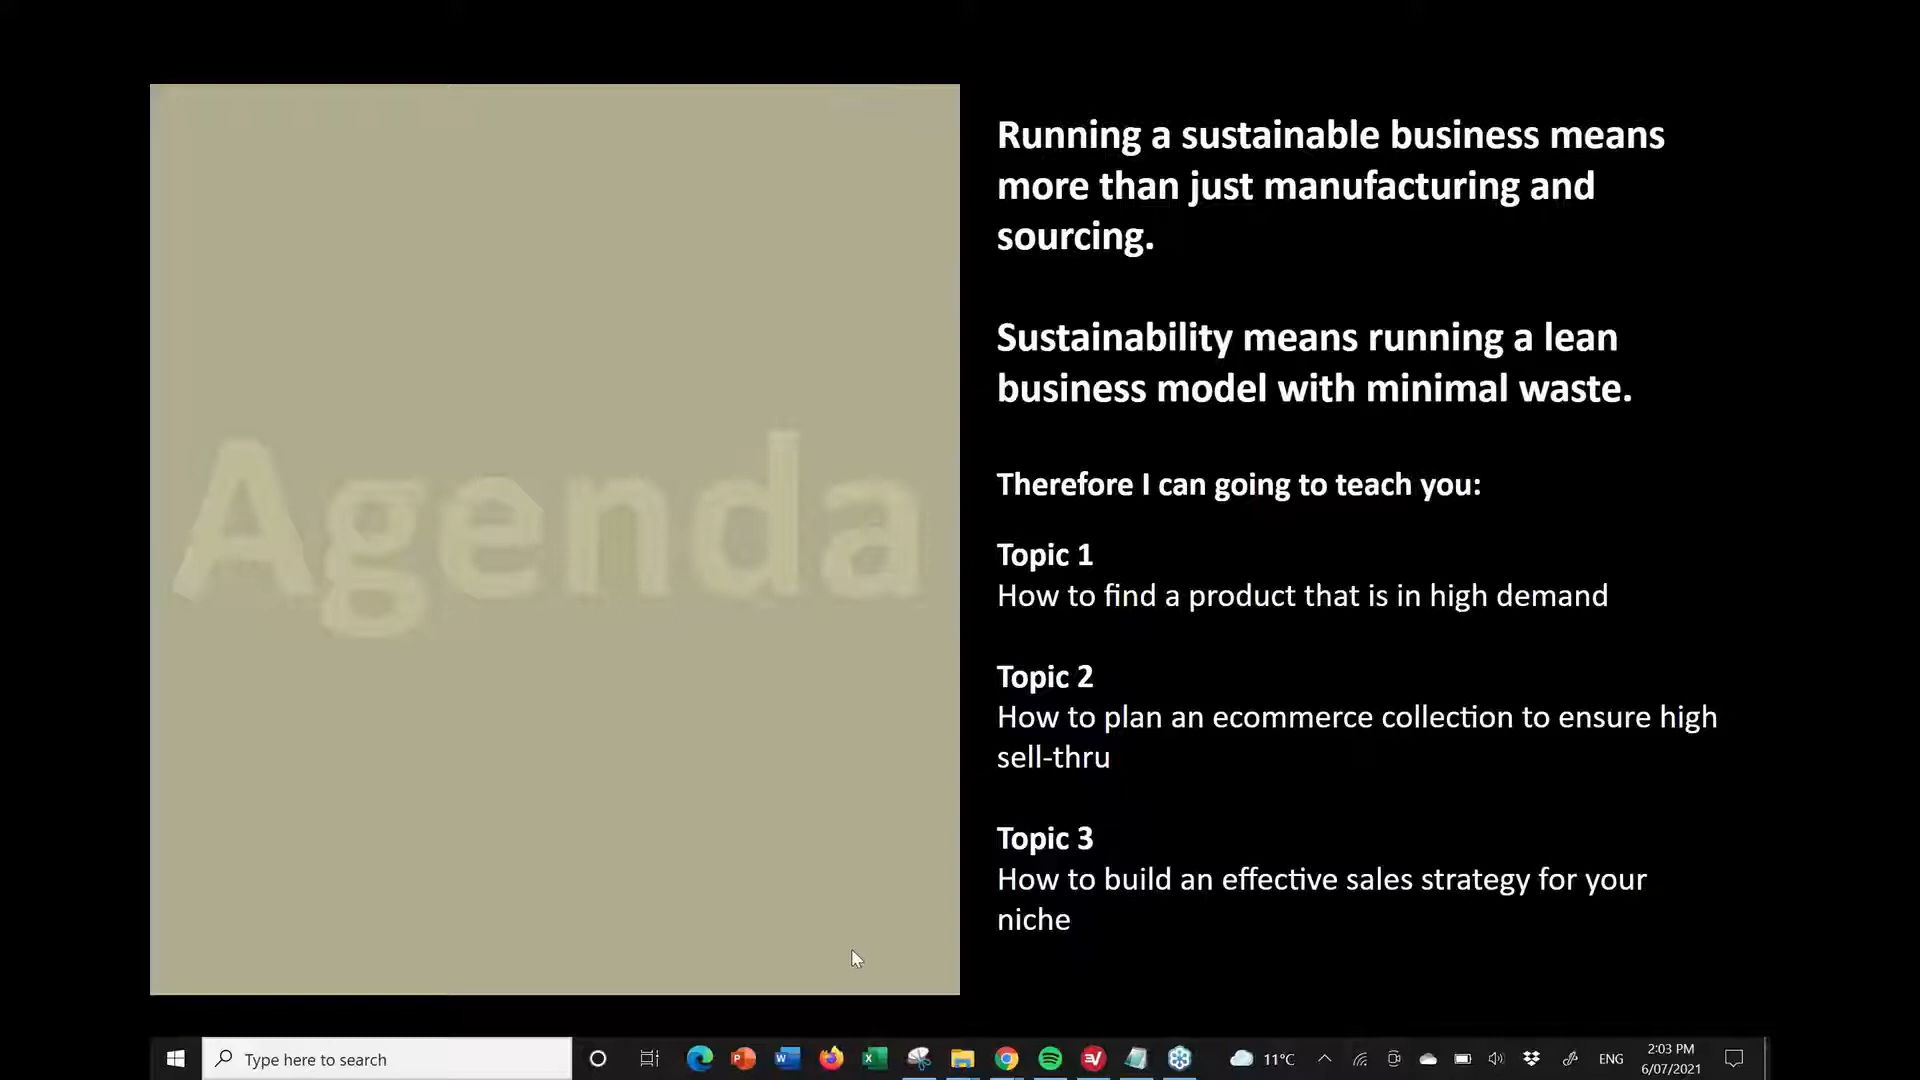 Agenda
Running a sustainable business means
more than just manufacturing and
sourcing.
Sustainability means running a lean
business model with minimal waste.
Therefore I can going to teach you:
Topic 1
How to find a product that is in high demand
Topic 2
How to plan an ecommerce collection to ensure high
sell-thru
Topic 3
How to build an effective sales strategy for your
niche
Type here to search
11°C
ENG
2:03 PM
6/07/2021